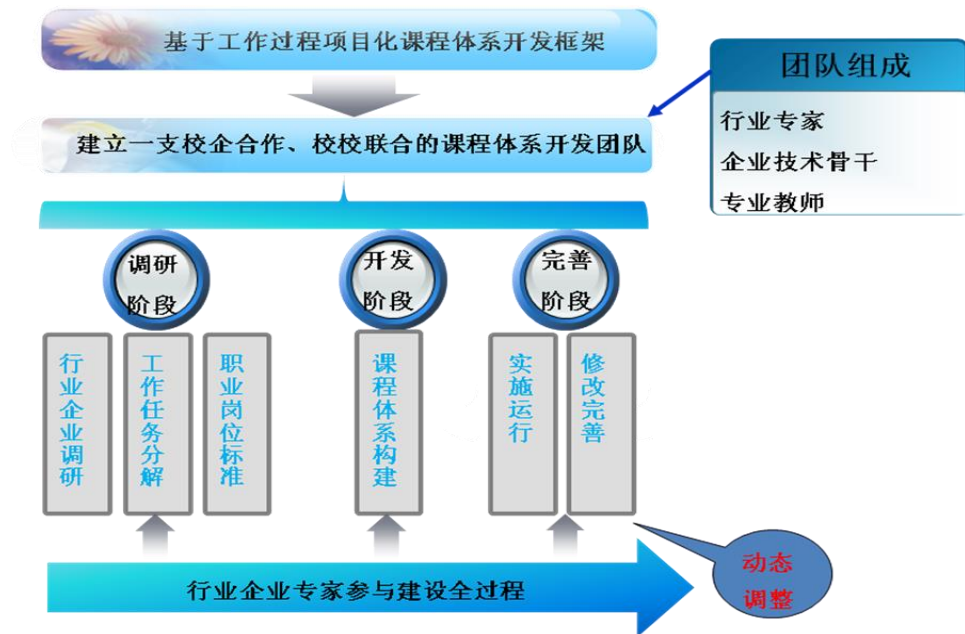 基于工作过程项目化课程体系开发框架
团队组成
行业专家
企业技术骨干
专业教师
建立一支校企合作、校校联合的课程体系开发团队
调研
阶段
开发
阶段
完善
阶段
行业企业调研
工作任务分解
职业岗位标准
课程体系构建
实施运行
修改完善
行业企业专家参与建设全过程
动态
调整